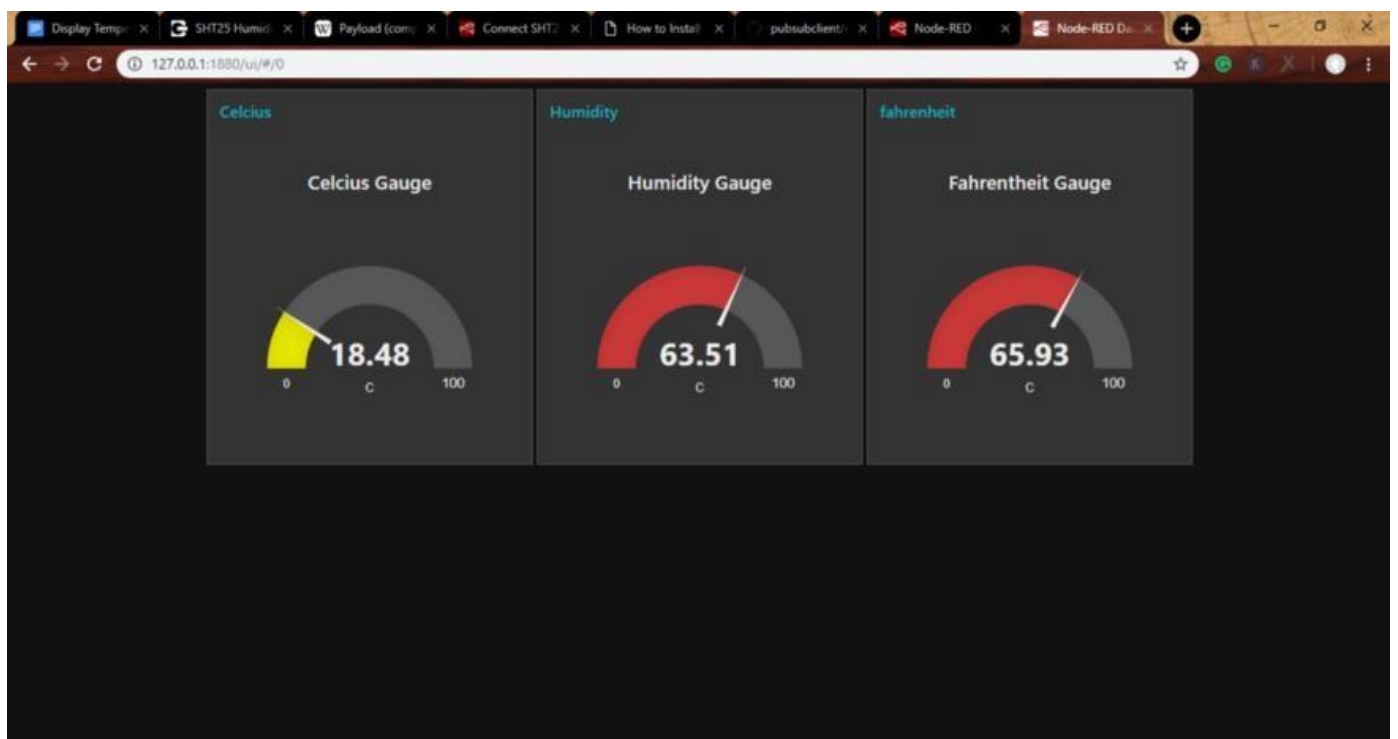 Display Tempe
SHT25 Humid
Payload (com
Connect SHT2
How to Install
pubsubclient/
Node-RED
Node-RED Da
127.0.0.1:1880/ui/#/0
Celcius
Humidity
fahrenheit
Celcius Gauge
Humidity Gauge
Fahrentheit Gauge
18.48
0
C
100
63.51
0
C
100
65.93
0
C
100